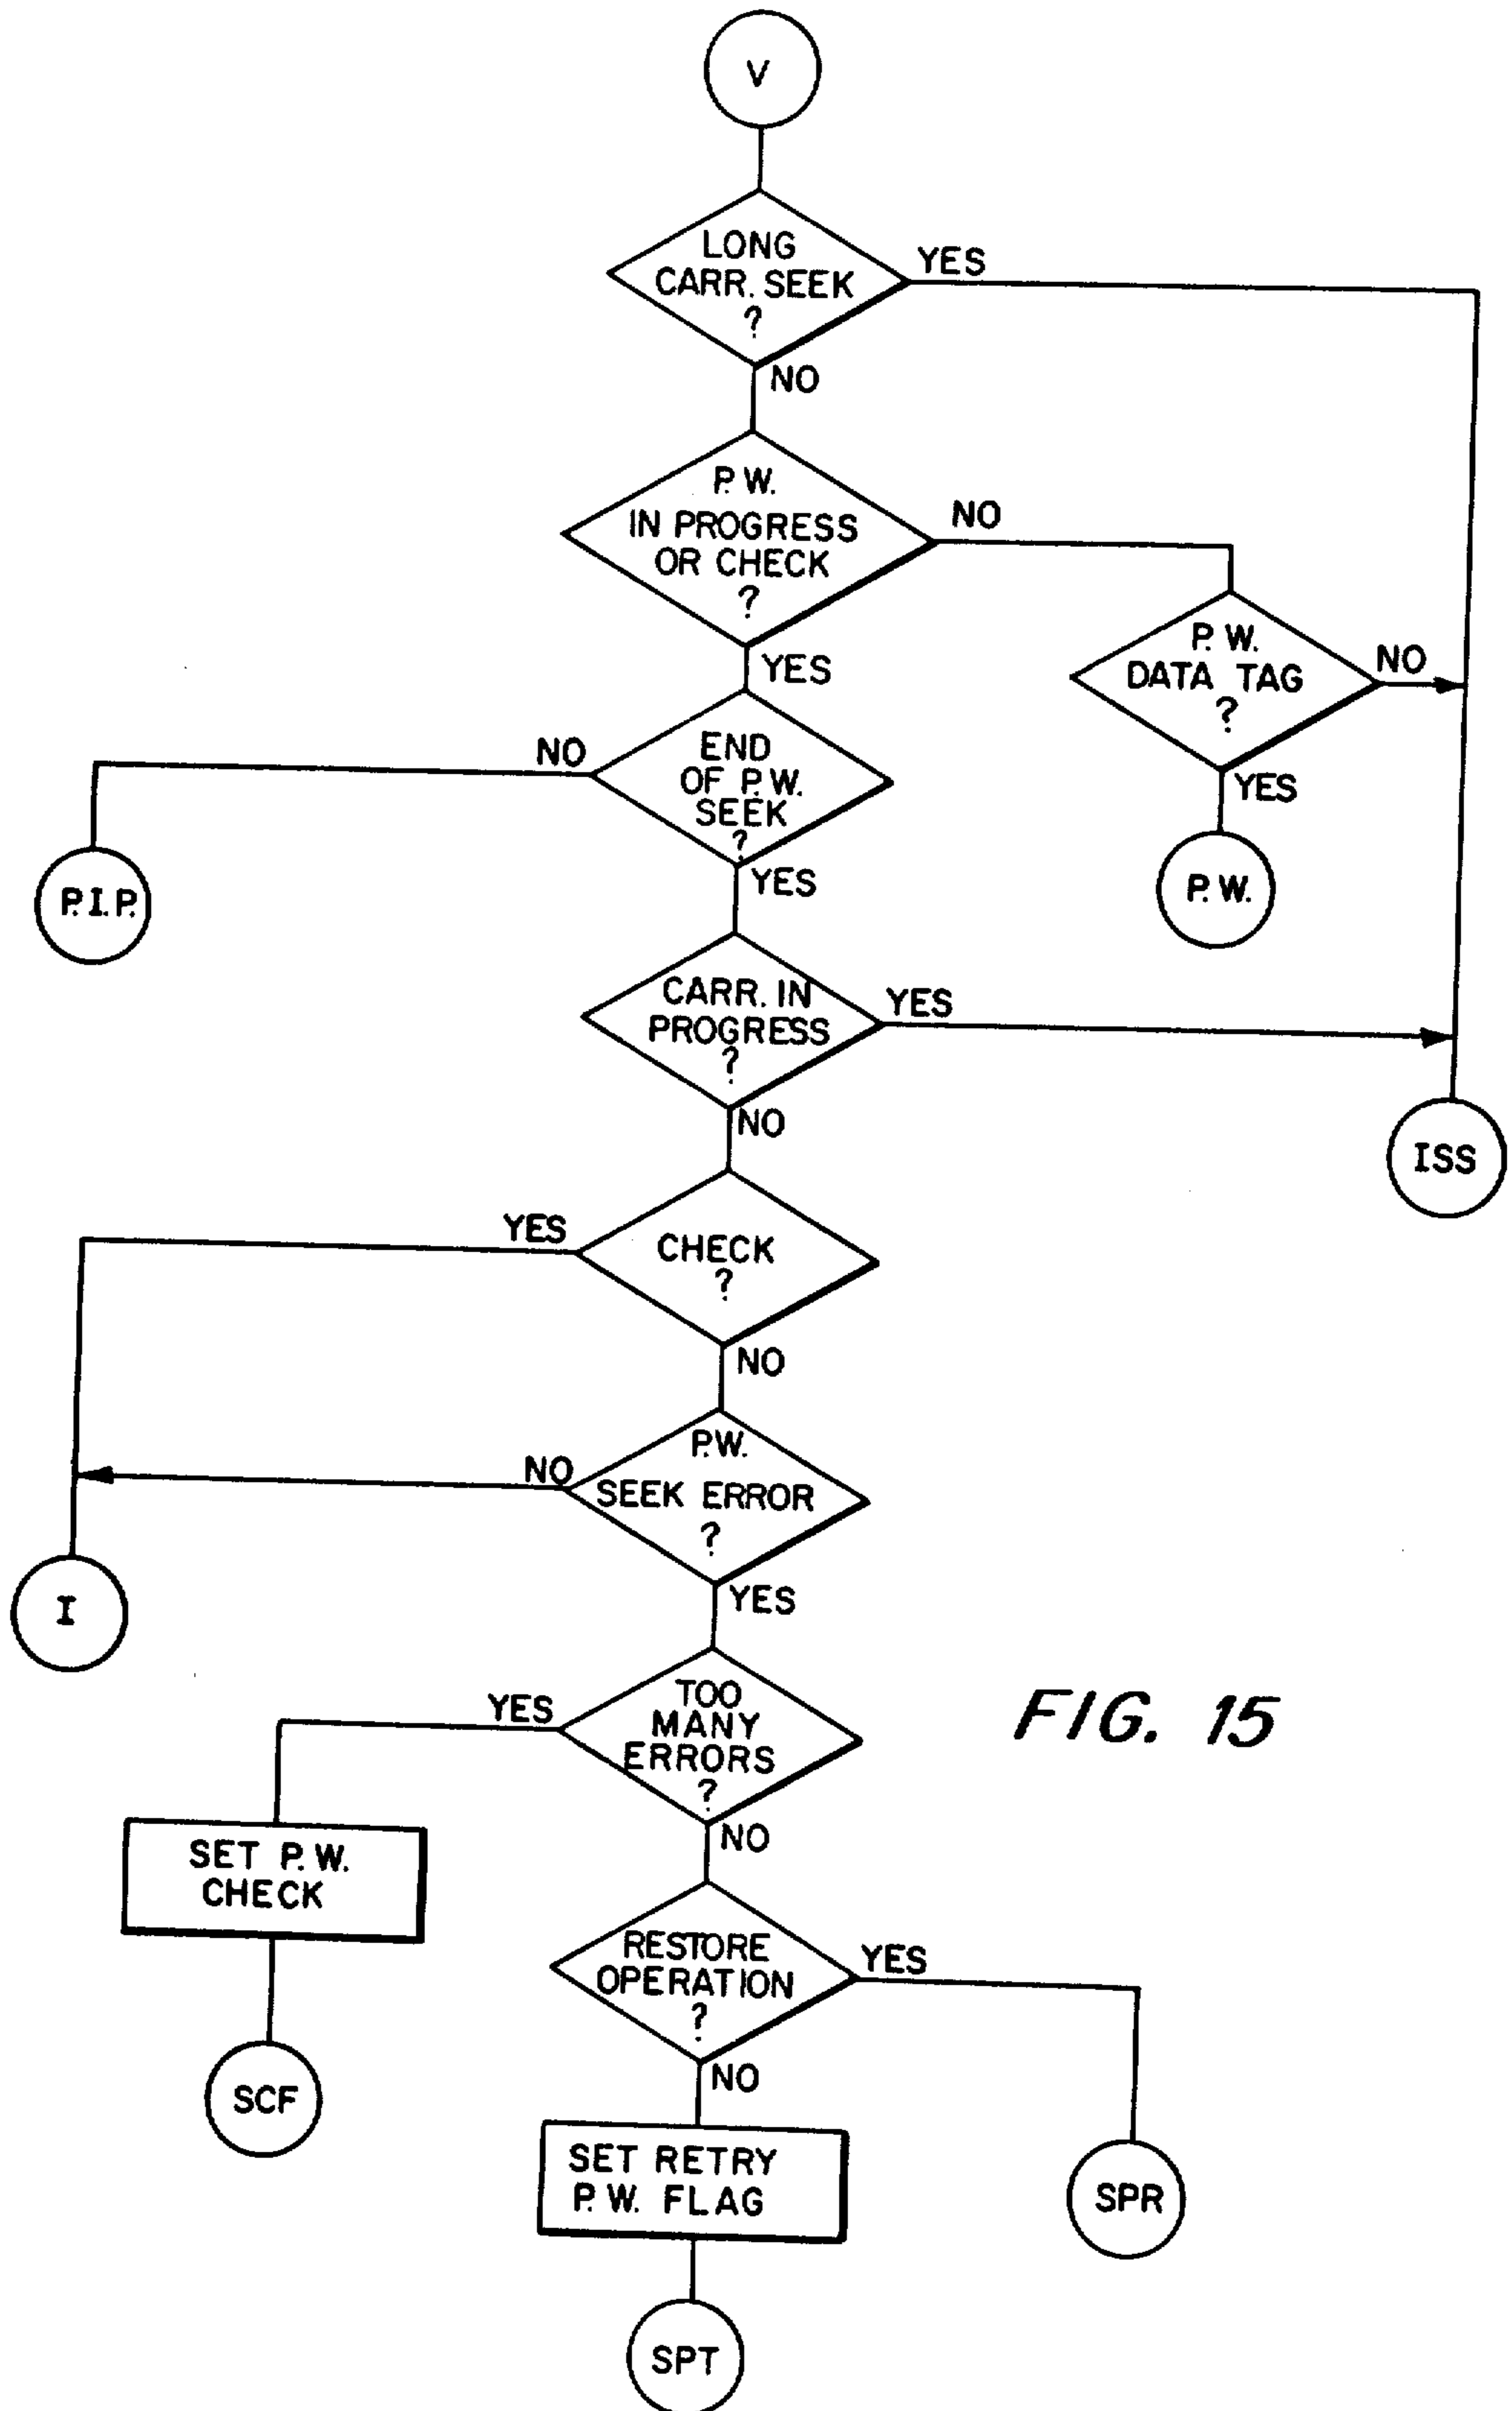 V
LONG
CARR. SEEK
?
YES
NO
P.W.
IN PROGRESS
OR CHECK
?
NO
YES
P.W.
DATA TAG
?
NO
YES
P.W.
END
OF P.W.
SEEK
?
NO
YES
P.I.P.
CARR. IN
PROGRESS
?
YES
NO
ISS
CHECK
?
YES
NO
P.W.
SEEK ERROR
?
NO
YES
I
TOO
MANY
ERRORS
?
YES
NO
FIG. 15
SET P.W.
CHECK
SCF
RESTORE
OPERATION
?
YES
NO
SET RETRY
P.W. FLAG
SPR
SPT